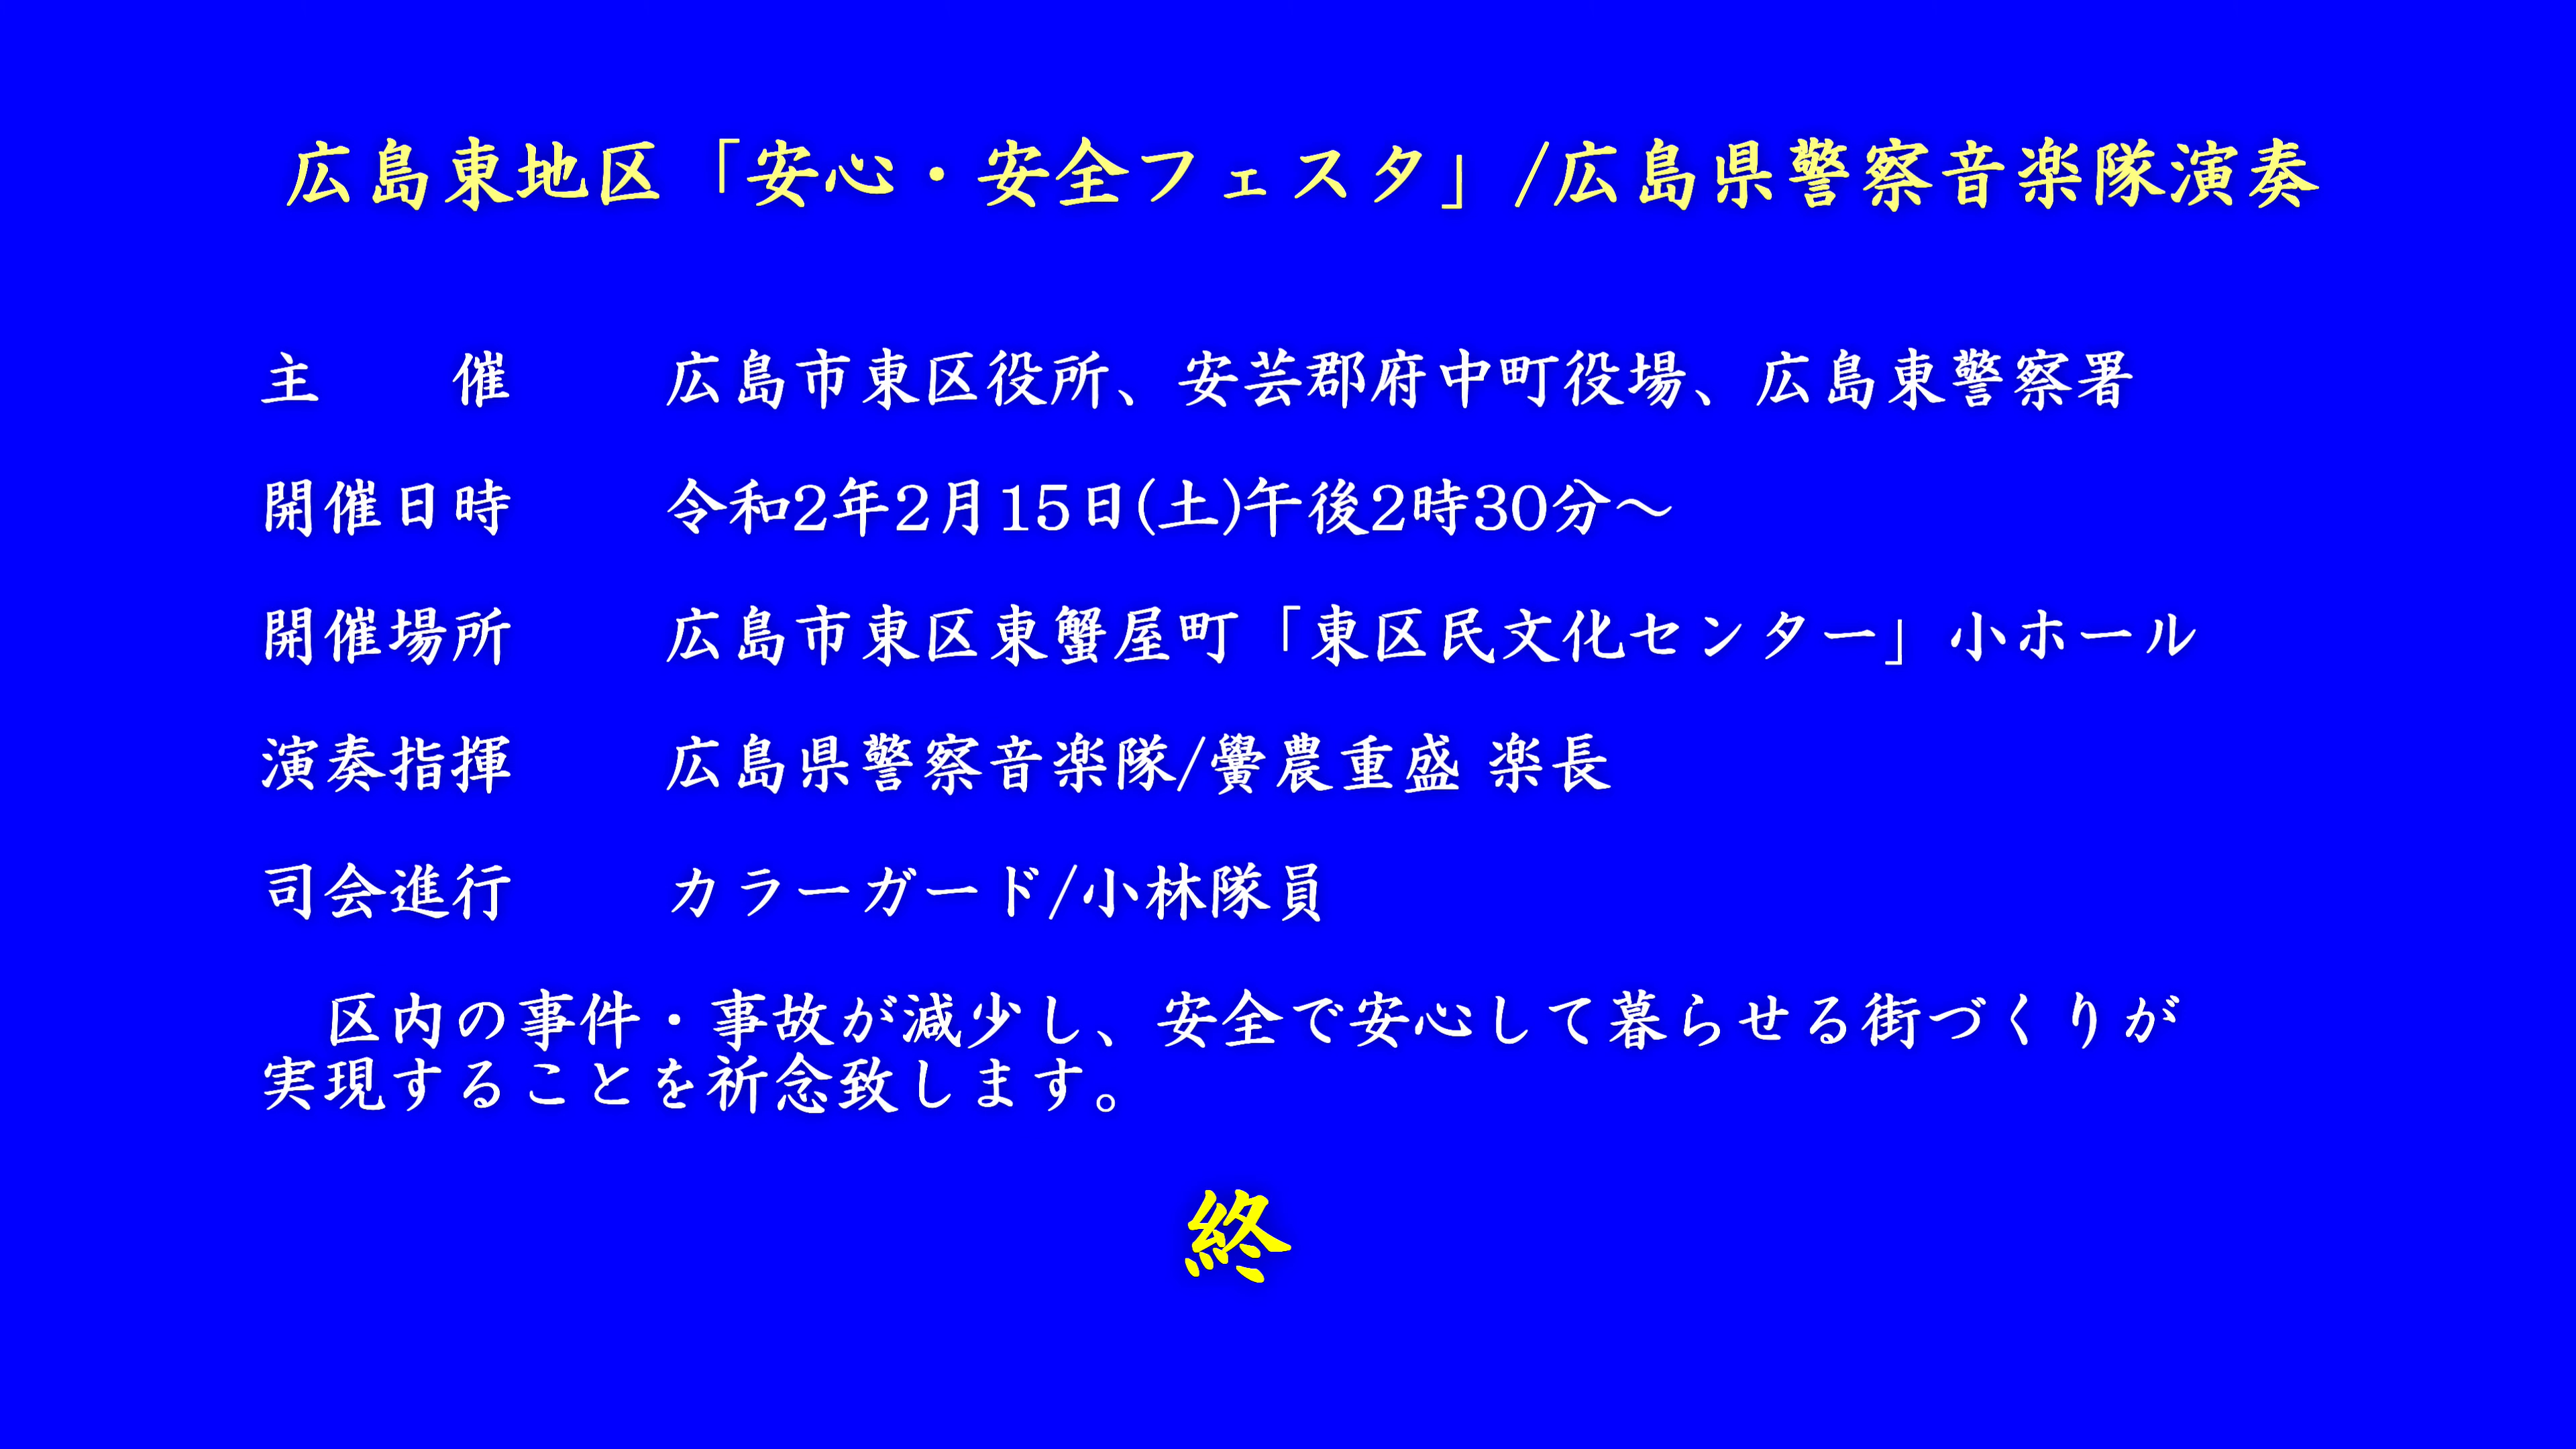 広島東地区「安心・安全フェスタ」/広島県警察音楽隊演奏
主　　催　　広島市東区役所、安芸郡府中町役場、広島東警察署
開催日時　　令和2年2月15日(土)午後2時30分〜
開催場所　　広島市東区東蟹屋町「東区民文化センター」小ホール
演奏指揮　　広島県警察音楽隊/黌農重盛 楽長
司会進行　　カラーガード/小林隊員
　区内の事件・事故が減少し、安全で安心して暮らせる街づくりが
実現することを祈念致します。
終